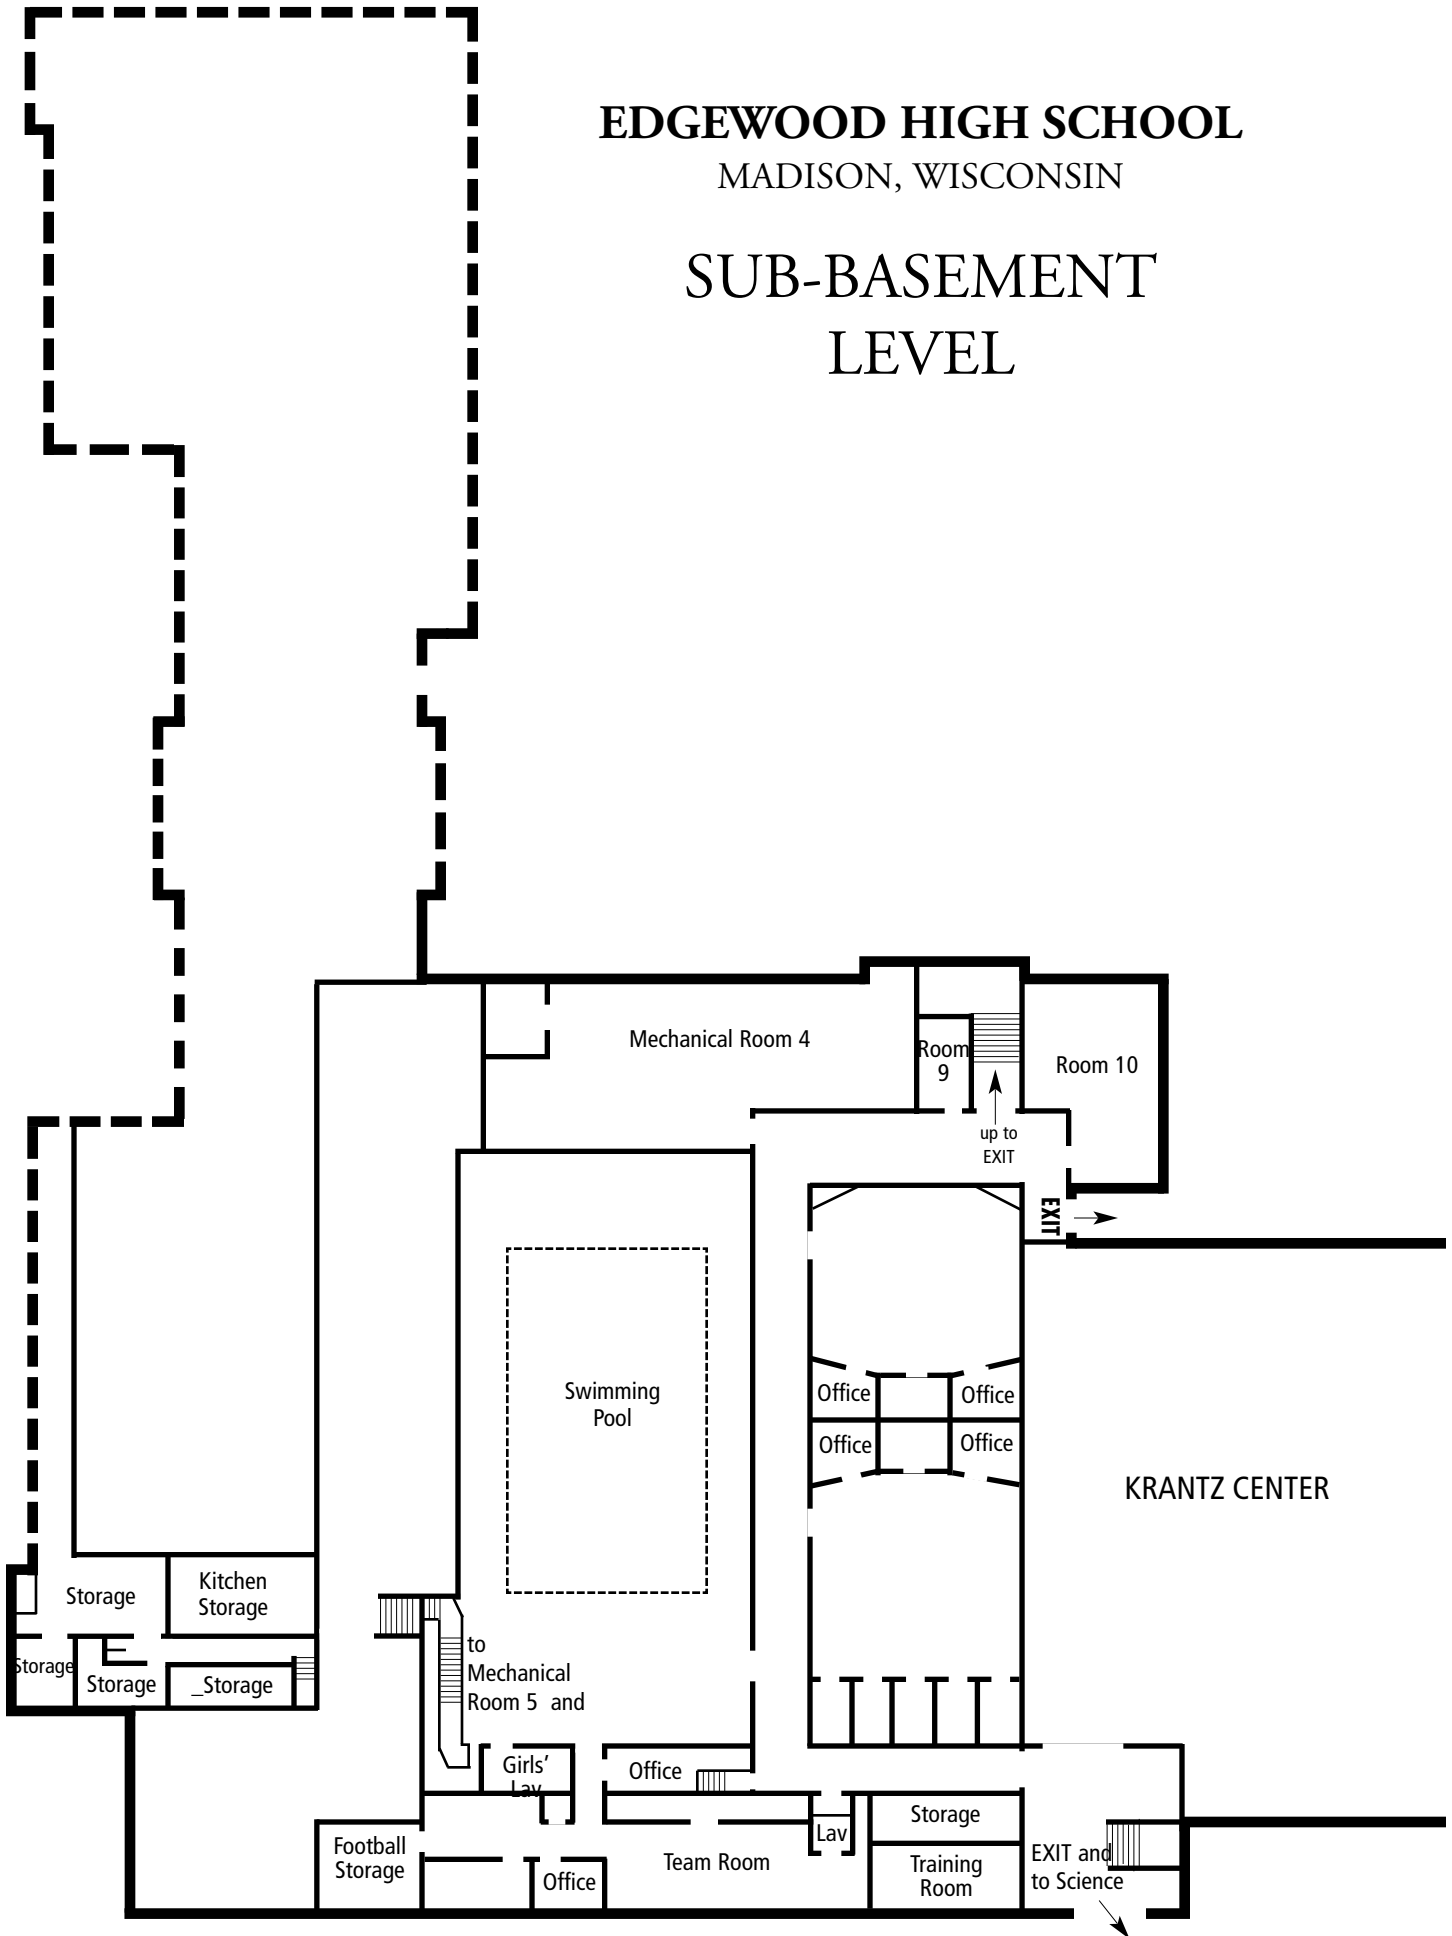 EDGEWOOD HIGH SCHOOL
MADISON, WISCONSIN
SUB-BASEMENT
LEVEL
Mechanical Room 4
Room
9
Room 10
up to
EXIT
EXIT
Swimming
Pool
Office
Office
Office
Office
KRANTZ CENTER
Storage
Kitchen
Storage
Storage
Storage
_Storage
to
Mechanical
Room 5 and
Girls'
Lav
Office
Football
Storage
Office
Team Room
Lav
Storage
Training
Room
EXIT and
to Science